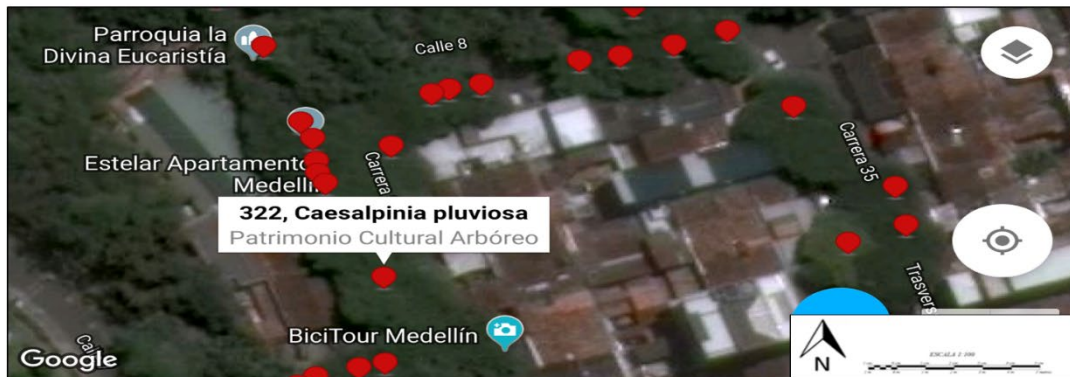 Parroquia la
Divina Eucaristía
Calle 8
Estelar Apartamento
Medellín
Carrera
Carrera 35
322, Caesalpinia pluviosa
Patrimonio Cultural Arbóreo
Trasvers
BiciTour Medellín
Google
N
ESCALA 1:100